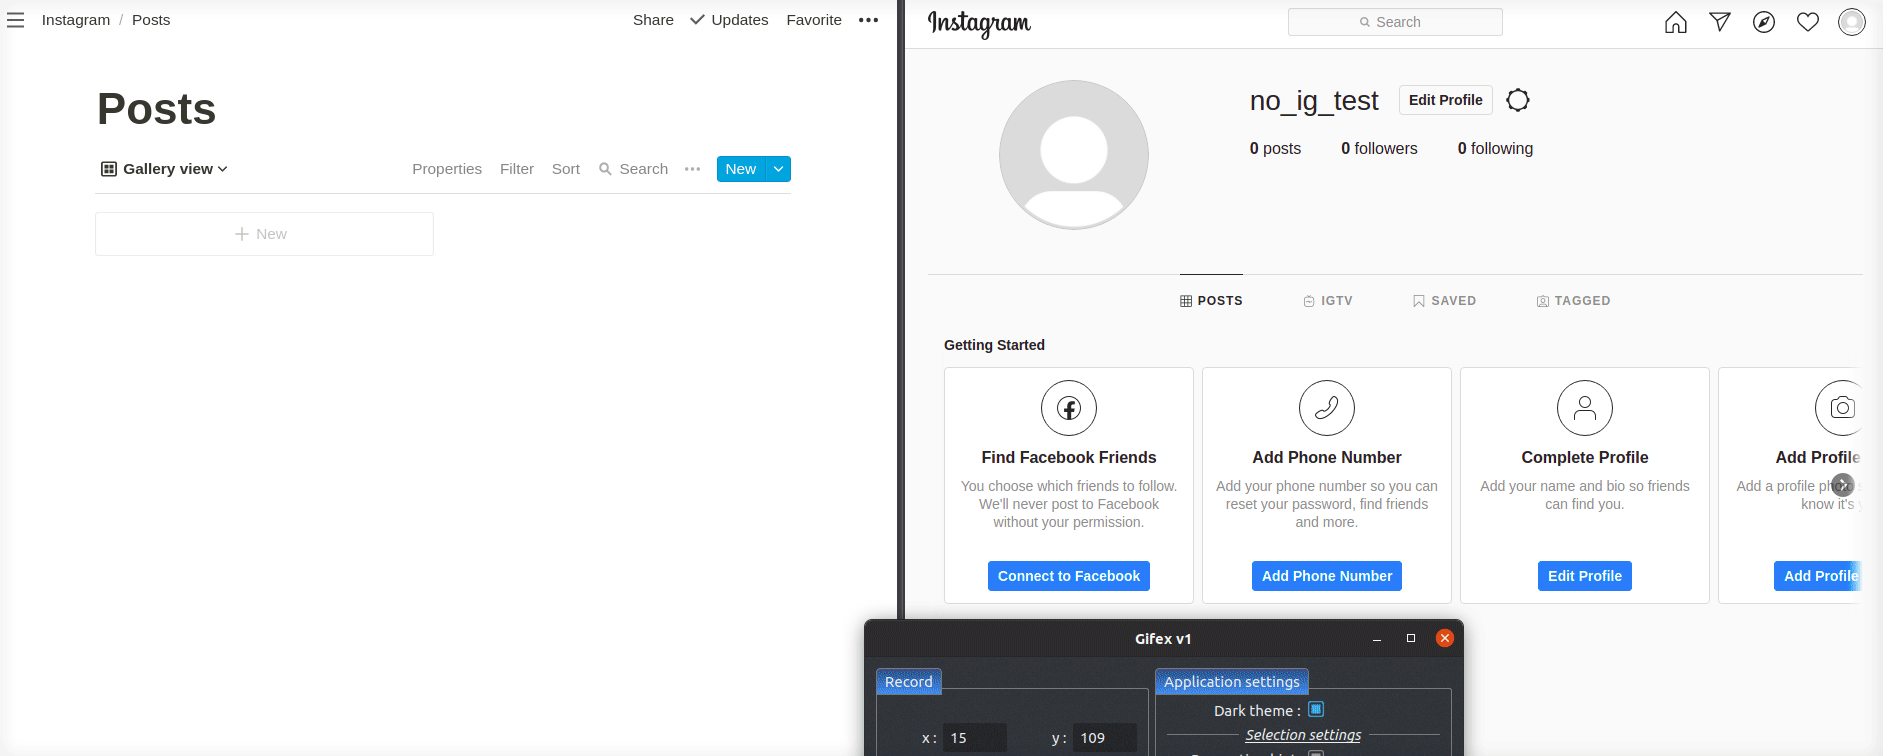 Instagram / Posts
Share Updates Favorite
Posts
Gallery view
Properties Filter Sort Search New
New
Instagram
Search
no_ig_test Edit Profile
0 posts 0 followers 0 following
POSTS IGTV SAVED TAGGED
Getting Started
Find Facebook Friends
You choose which friends to follow.
We'll never post to Facebook
without your permission.
Connect to Facebook
Add Phone Number
Add your phone number so you can
reset your password, find friends
and more.
Add Phone Number
Complete Profile
Add your name and bio so friends
can find you.
Edit Profile
Add Profile
Add a profile
know it's
Add Profile
Gifex v1
Record
x : 15 y : 109
Application settings
Dark theme :
Selection settings